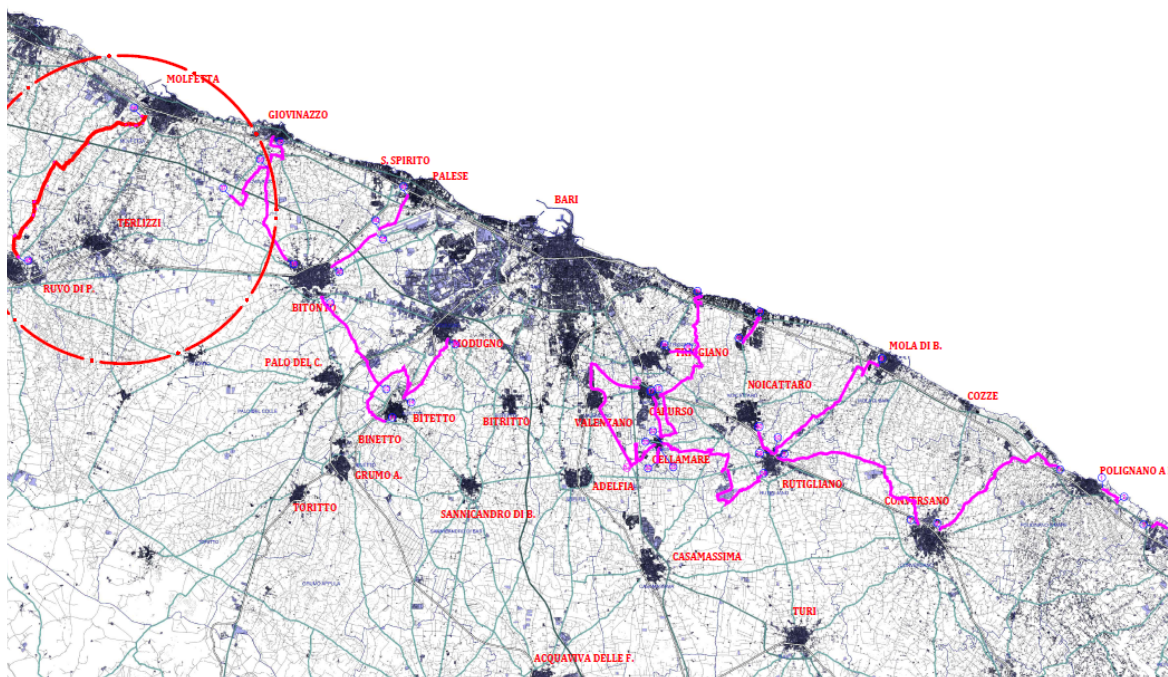 MOLFETTA
GIOVINAZZO
S. SPIRITO
PALESE
BARI
TERLIZZI
RUVO DI P.
BITONTO
MODUGNO
TRIGGIANO
MOLA DI B.
PALO DEL C.
NOICATTARO
COZZE
BITETTO
BITRITTO
VALENZANO
CAPURSO
BINETTO
CELLAMARE
RUTIGLIANO
POLIGNANO A
GRUMO A.
ADELFIA
CONVERSANO
TORITTO
SANNICANDRO DI B.
CASAMASSIMA
TURI
ACQUAVIVA DELLE F.